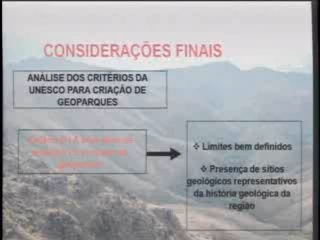 CONSIDERAÇÕES FINAIS
ANÁLISE DOS CRITÉRIOS DA
UNESCO PARA CRIAÇÃO DE
GEOPARQUES
❖ Limites bem definidos
❖ Presença de sítios
geológicos representativos
da história geológica da
região